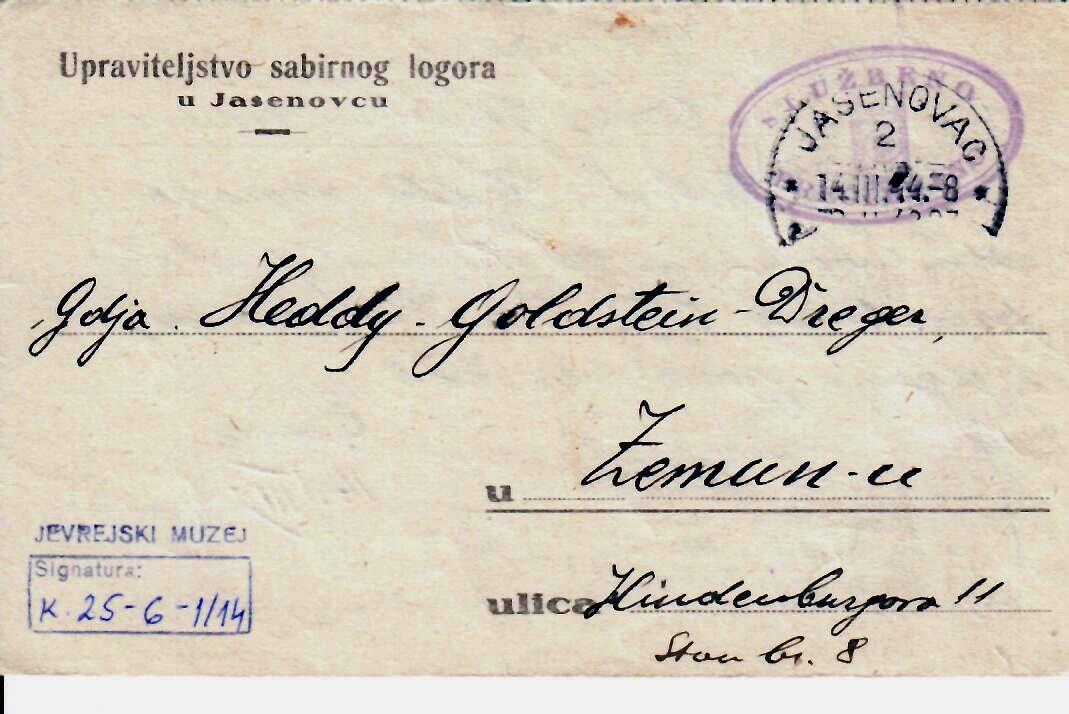 Upraviteljstvo sabirnog logora
u Jasenovcu
SLUŽBENO
JASENOVAC
2
* 14.III.44.-8 *
Gdja. Heddy - Goldstein - Dreger,
u Zemun-u
ulica Hindenburgova 11
Stan br. 8
JEVREJSKI MUZEJ
Signatura:
K. 25-6-1/14